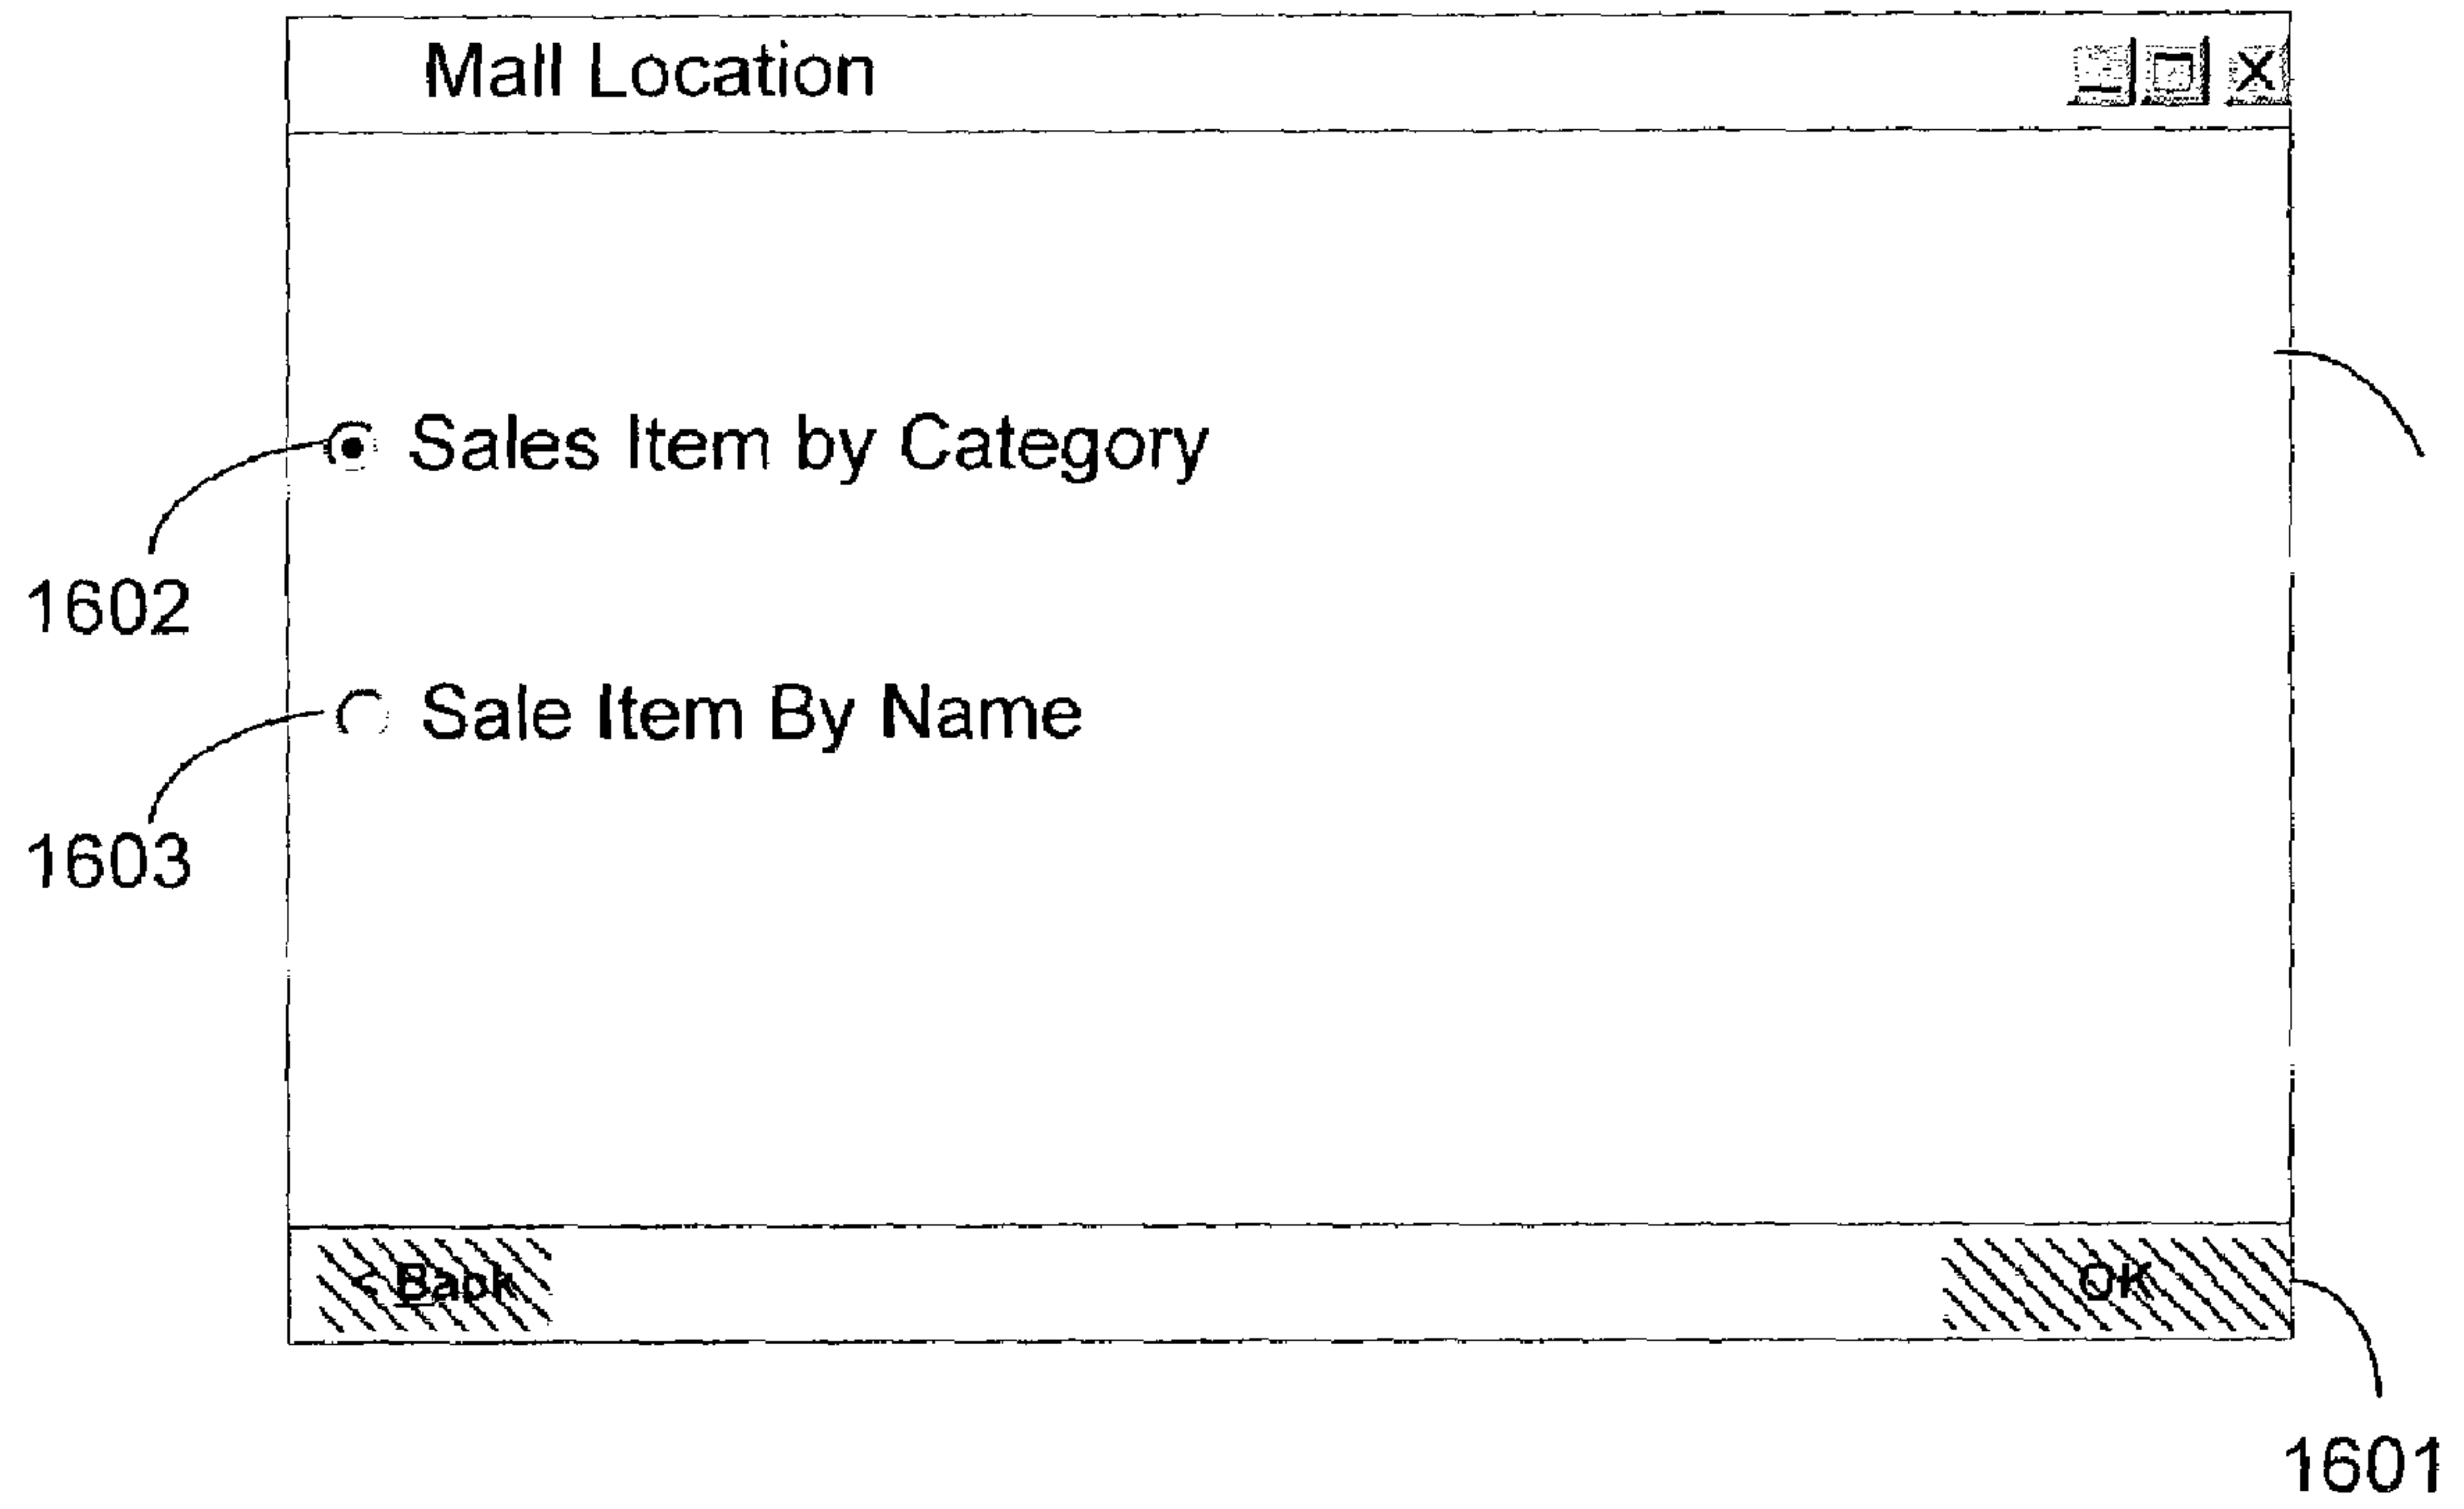 Mall Location
Sales Item by Category
1602
Sale Item By Name
1603
< Back
OK
1601